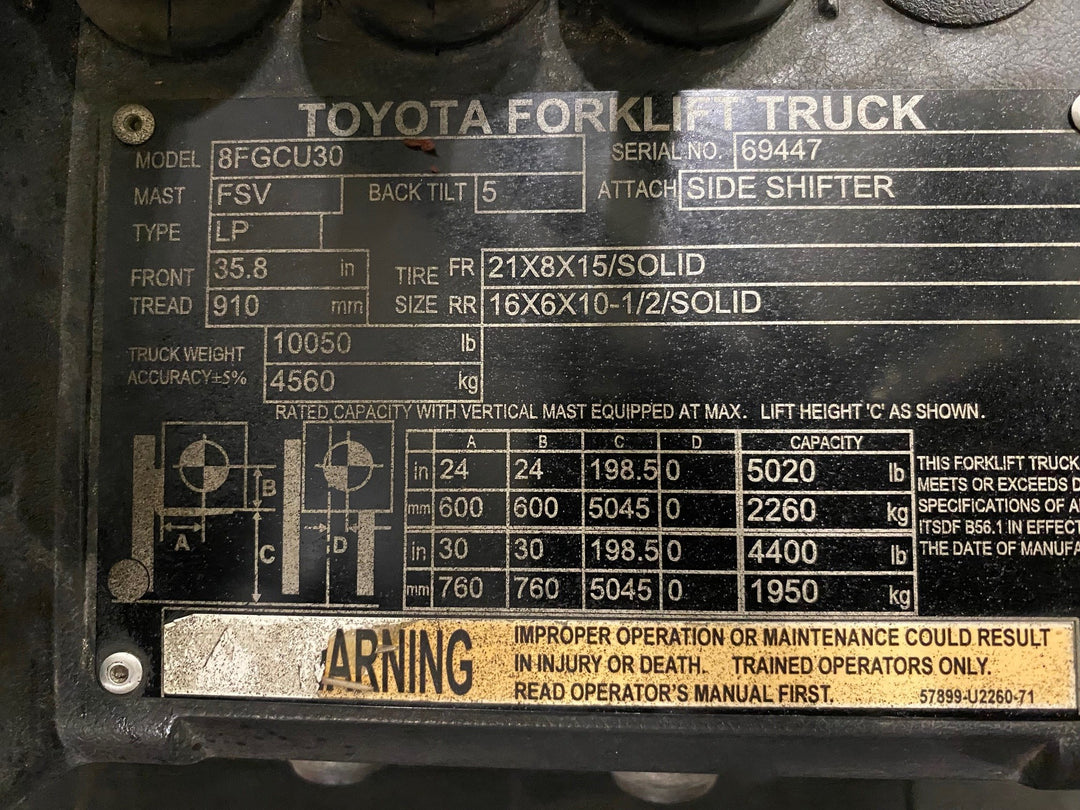 TOYOTA FORKLIFT TRUCK
MODEL 8FGCU30 SERIAL NO. 69447
MAST FSV BACK TILT 5 ATTACH SIDE SHIFTER
TYPE LP
FRONT TREAD 35.8 in
910 mm
TIRE SIZE FR 21X8X15/SOLID
RR 16X6X10-1/2/SOLID
TRUCK WEIGHT 10050 lb
ACCURACY±5% 4560 kg
RATED CAPACITY WITH VERTICAL MAST EQUIPPED AT MAX. LIFT HEIGHT 'C' AS SHOWN.
A B C D
A B C D CAPACITY
in 24 24 198.5 0 5020 lb
mm 600 600 5045 0 2260 kg
in 30 30 198.5 0 4400 lb
mm 760 760 5045 0 1950 kg
THIS FORKLIFT TRUCK
MEETS OR EXCEEDS
SPECIFICATIONS OF
ITSDF B56.1 IN
THE DATE OF
ARNING
IMPROPER OPERATION OR MAINTENANCE COULD RESULT
IN INJURY OR DEATH. TRAINED OPERATORS ONLY.
READ OPERATOR'S MANUAL FIRST. 57899-U2260-71